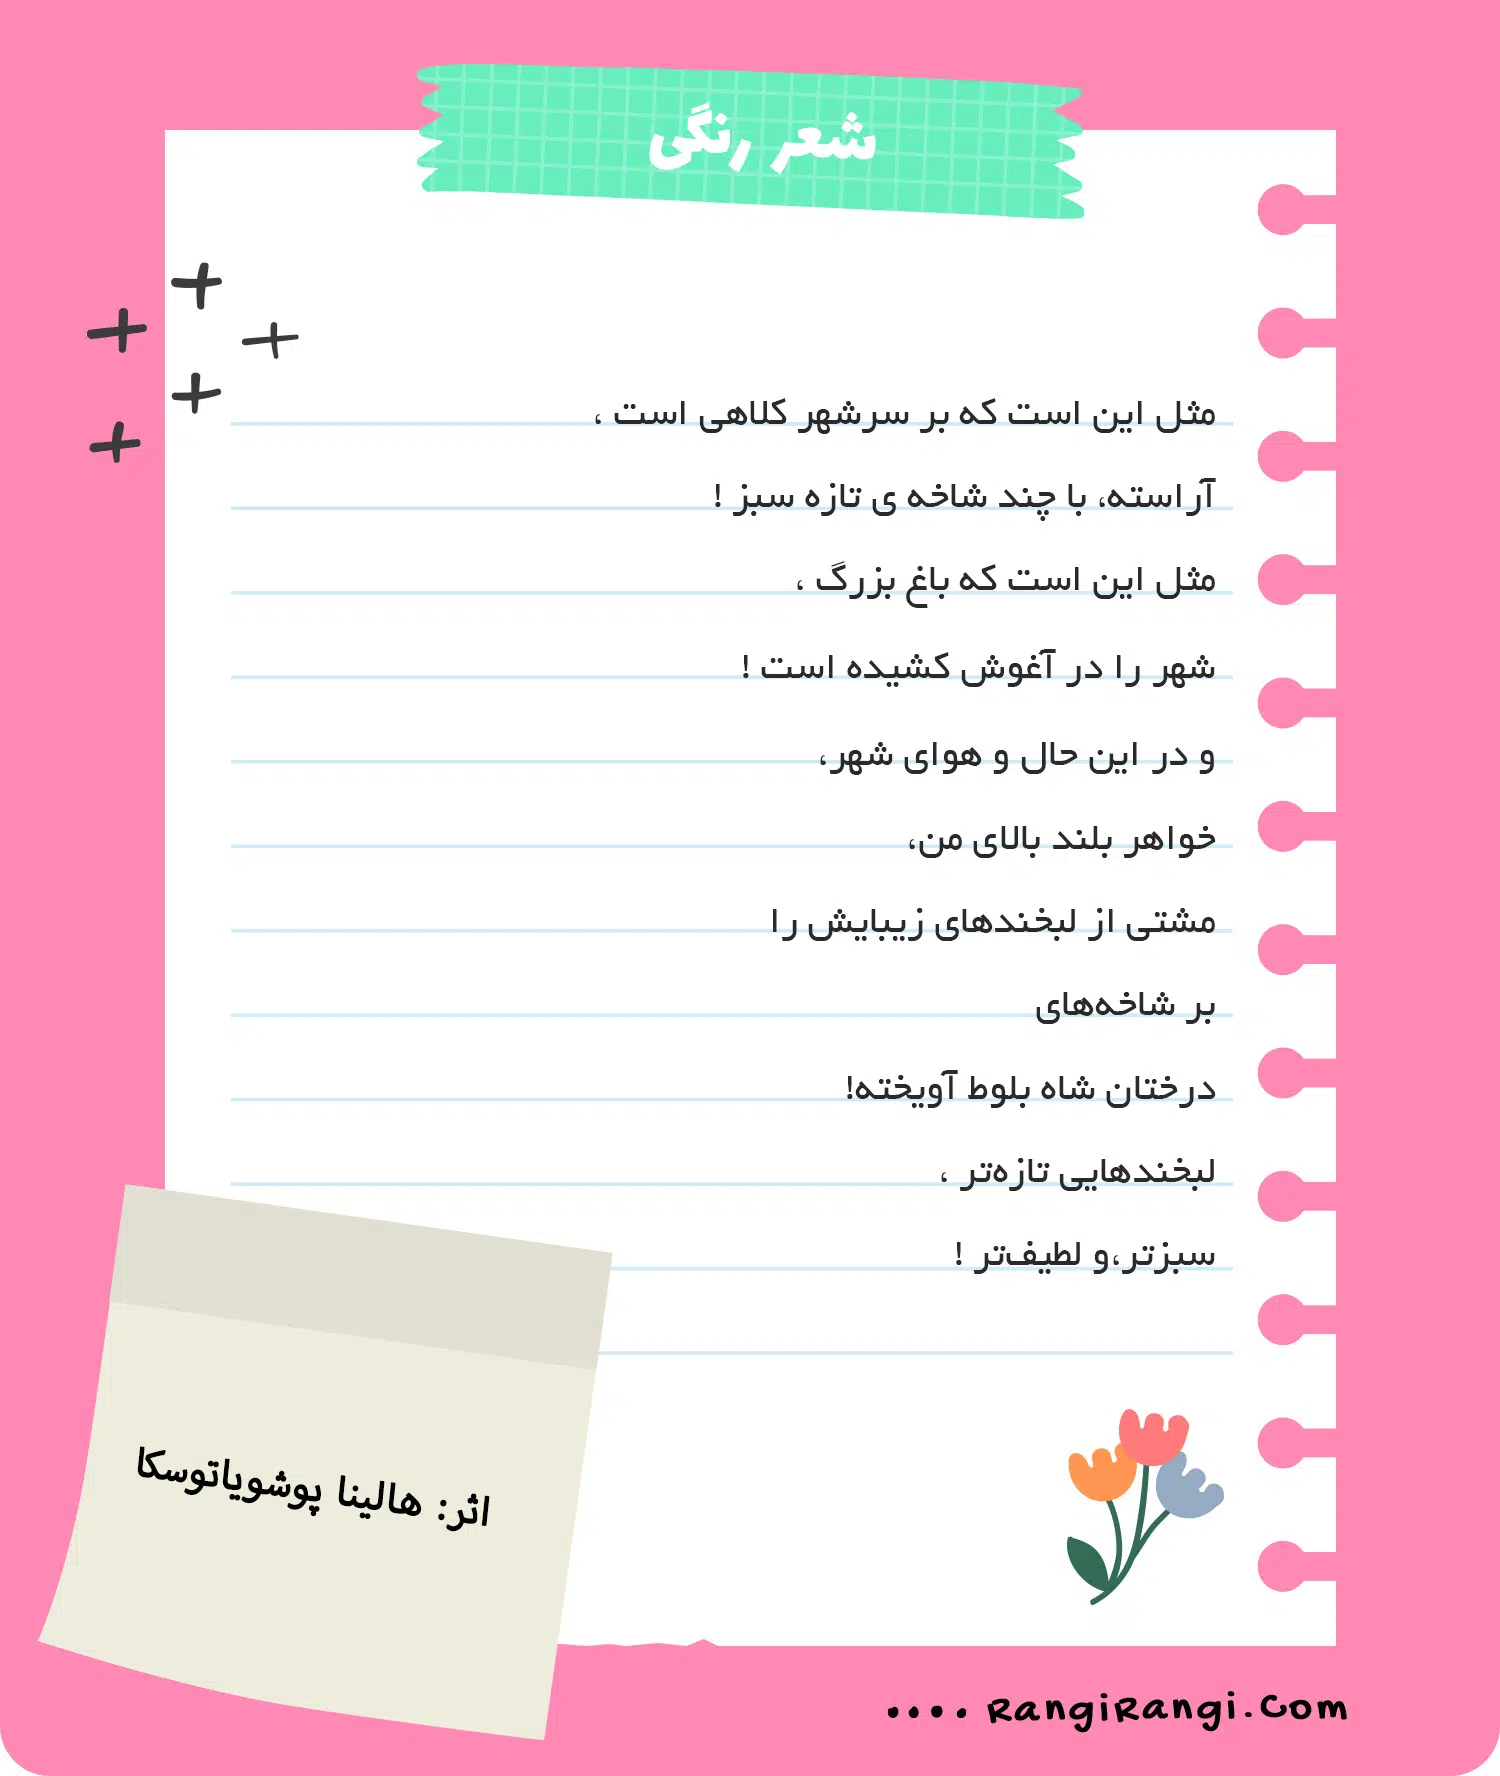 شعر رنگی
مثل این است که بر سرشهر کلاهی است ،
آراسته، با چند شاخه ی تازه سبز !
مثل این است که باغ بزرگ ،
شهر را در آغوش کشیده است !
و در این حال و هوای شهر،
خواهر بلند بالای من،
مشتی از لبخندهای زیبایش را
بر شاخه‌های
درختان شاه بلوط آویخته!
لبخندهایی تازه‌تر ،
سبزتر،و لطیف‌تر !
اثر: هالینا پوشویاتوسکا
RangiRangi.com